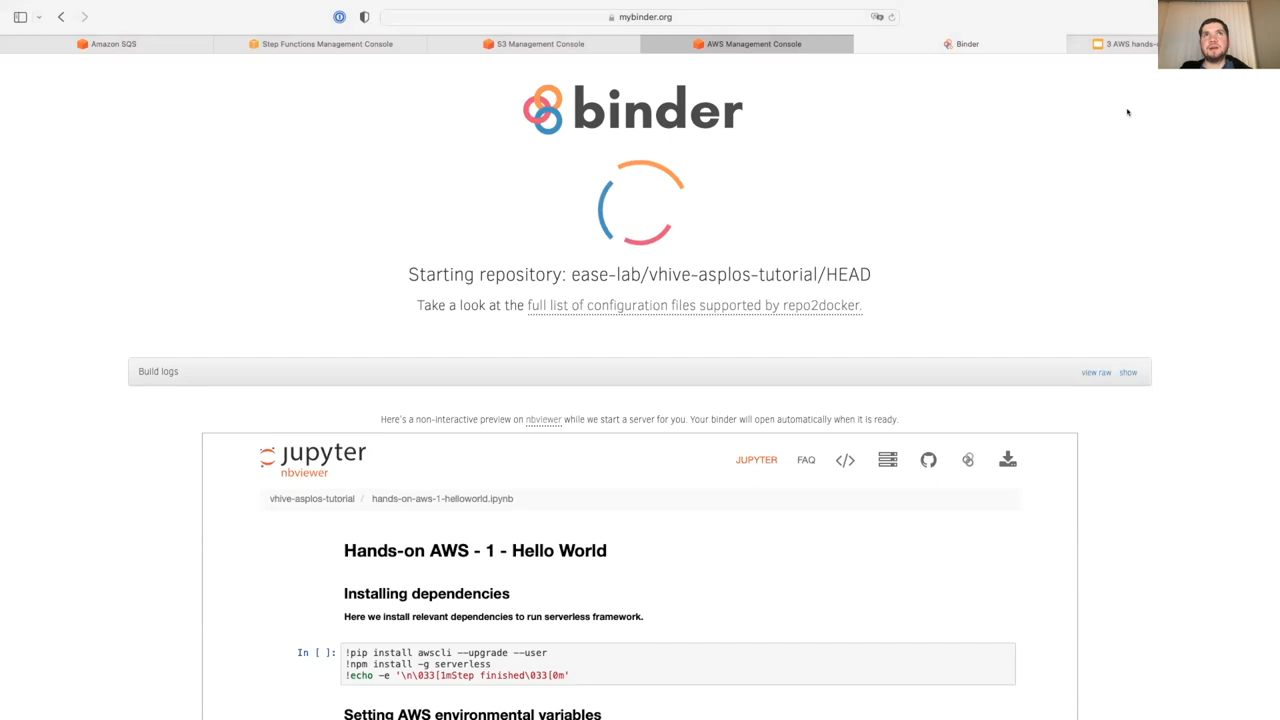 mybinder.org
Amazon SQS
Step Functions Management Console
S3 Management Console
AWS Management Console
Binder
3 AWS hands-
binder
Starting repository: ease-lab/vhive-asplos-tutorial/HEAD
Take a look at the full list of configuration files supported by repo2docker.
Build logs
view raw show
Here's a non-interactive preview on nbviewer while we start a server for you. Your binder will open automatically when it is ready.
jupyter
nbviewer
JUPYTER FAQ
vhive-asplos-tutorial / hands-on-aws-1-helloworld.ipynb
Hands-on AWS - 1 - Hello World
Installing dependencies
Here we install relevant dependencies to run serverless framework.
In [ ]: !pip install awscli --upgrade --user
!npm install -g serverless
!echo -e '\n\033[1mStep finished\033[0m'
Setting AWS environmental variables